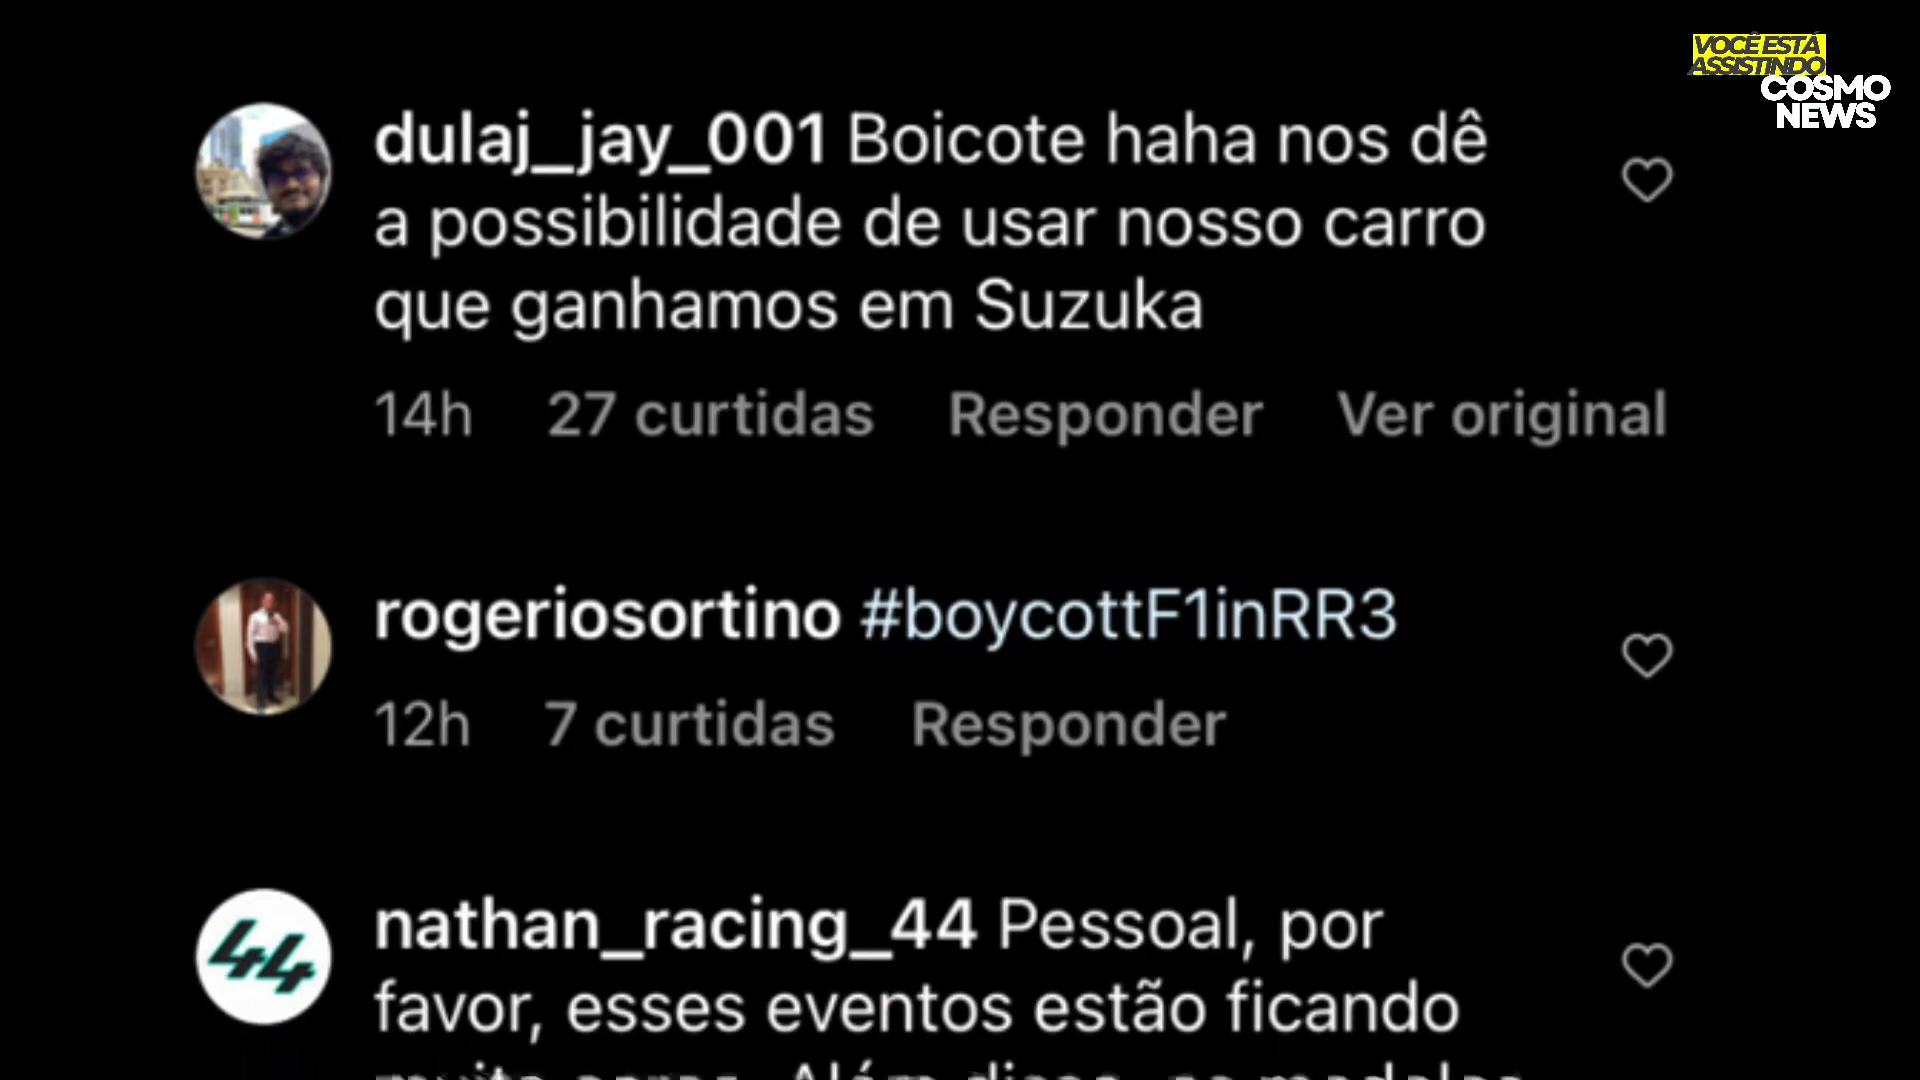 VOCÊ ESTÁ
ASSISTINDO
COSMO
NEWS
dulaj_jay_001 Boicote haha nos dê
a possibilidade de usar nosso carro
que ganhamos em Suzuka
14h 27 curtidas Responder Ver original
rogeriosortino #boycottF1inRR3
12h 7 curtidas Responder
44
nathan_racing_44 Pessoal, por
favor, esses eventos estão ficando